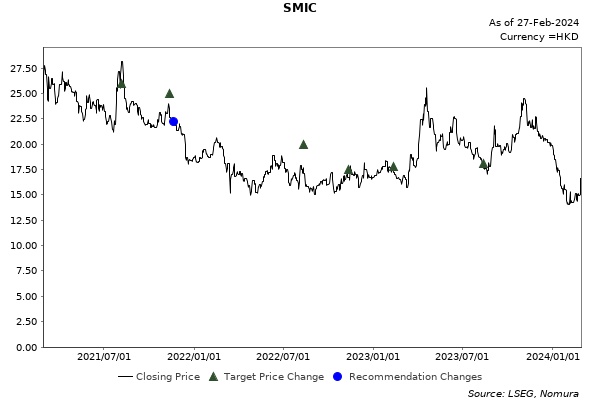 SMIC
As of 27-Feb-2024
Currency =HKD
27.50
25.00
22.50
20.00
17.50
15.00
12.50
10.00
7.50
5.00
2.50
0.00
2021/07/01 2022/01/01 2022/07/01 2023/01/01 2023/07/01 2024/01/01
Closing Price Target Price Change Recommendation Changes
Source: LSEG, Nomura